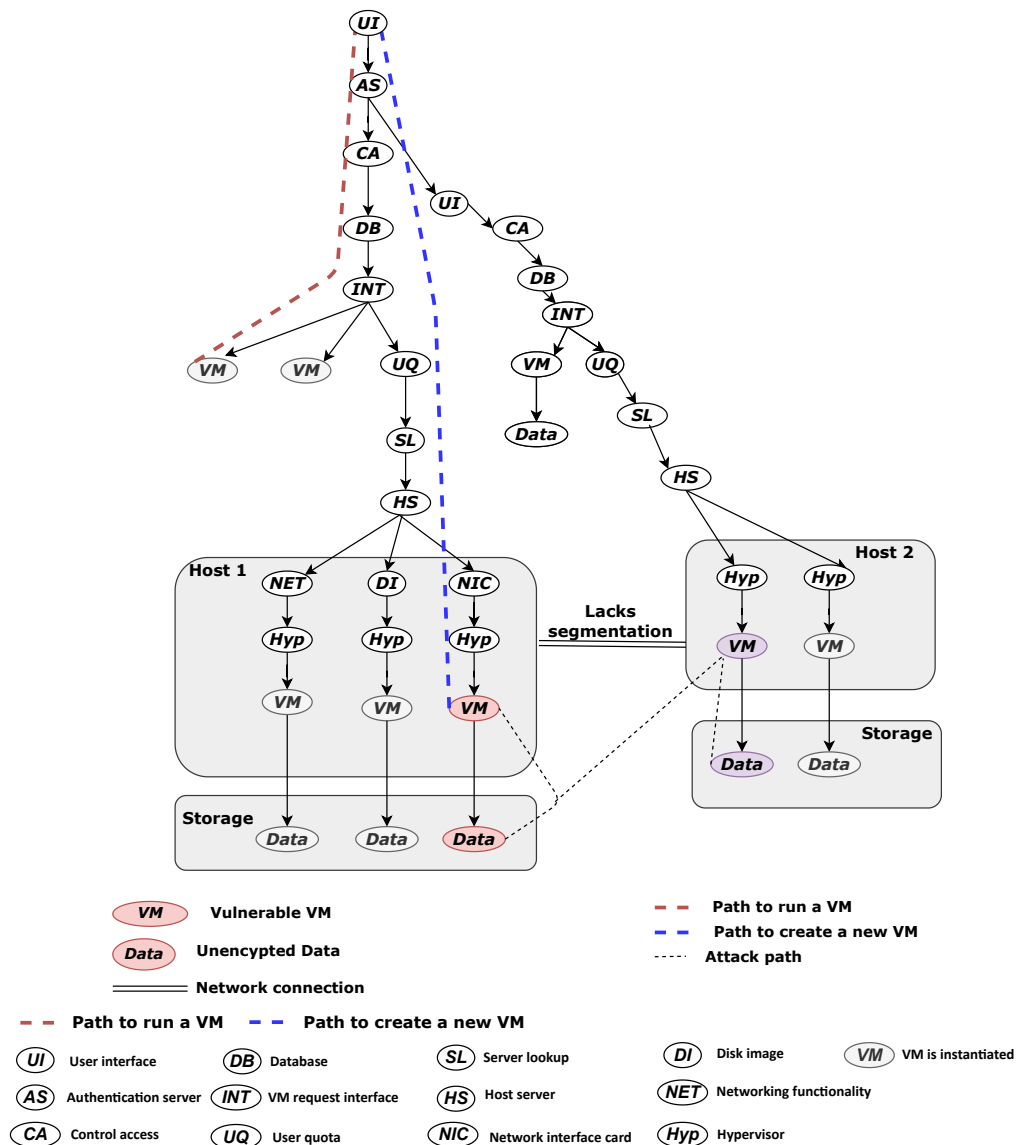 UI
AS
CA
UI
CA
DB
DB
INT
INT
VM
VM
UQ
VM
UQ
SL
Data
SL
HS
HS
Host 1
Host 2
NET
DI
NIC
Hyp
Hyp
Lacks
segmentation
Hyp
Hyp
Hyp
VM
VM
VM
VM
VM
Storage
Data
Data
Storage
Data
Data
Data
VM Vulnerable VM
Data Unencypted Data
Network connection
Path to run a VM
Path to create a new VM
Attack path
Path to run a VM Path to create a new VM
UI User interface
DB Database
SL Server lookup
DI Disk image
VM VM is instantiated
AS Authentication server
INT VM request interface
HS Host server
NET Networking functionality
CA Control access
UQ User quota
NIC Network interface card
Hyp Hypervisor